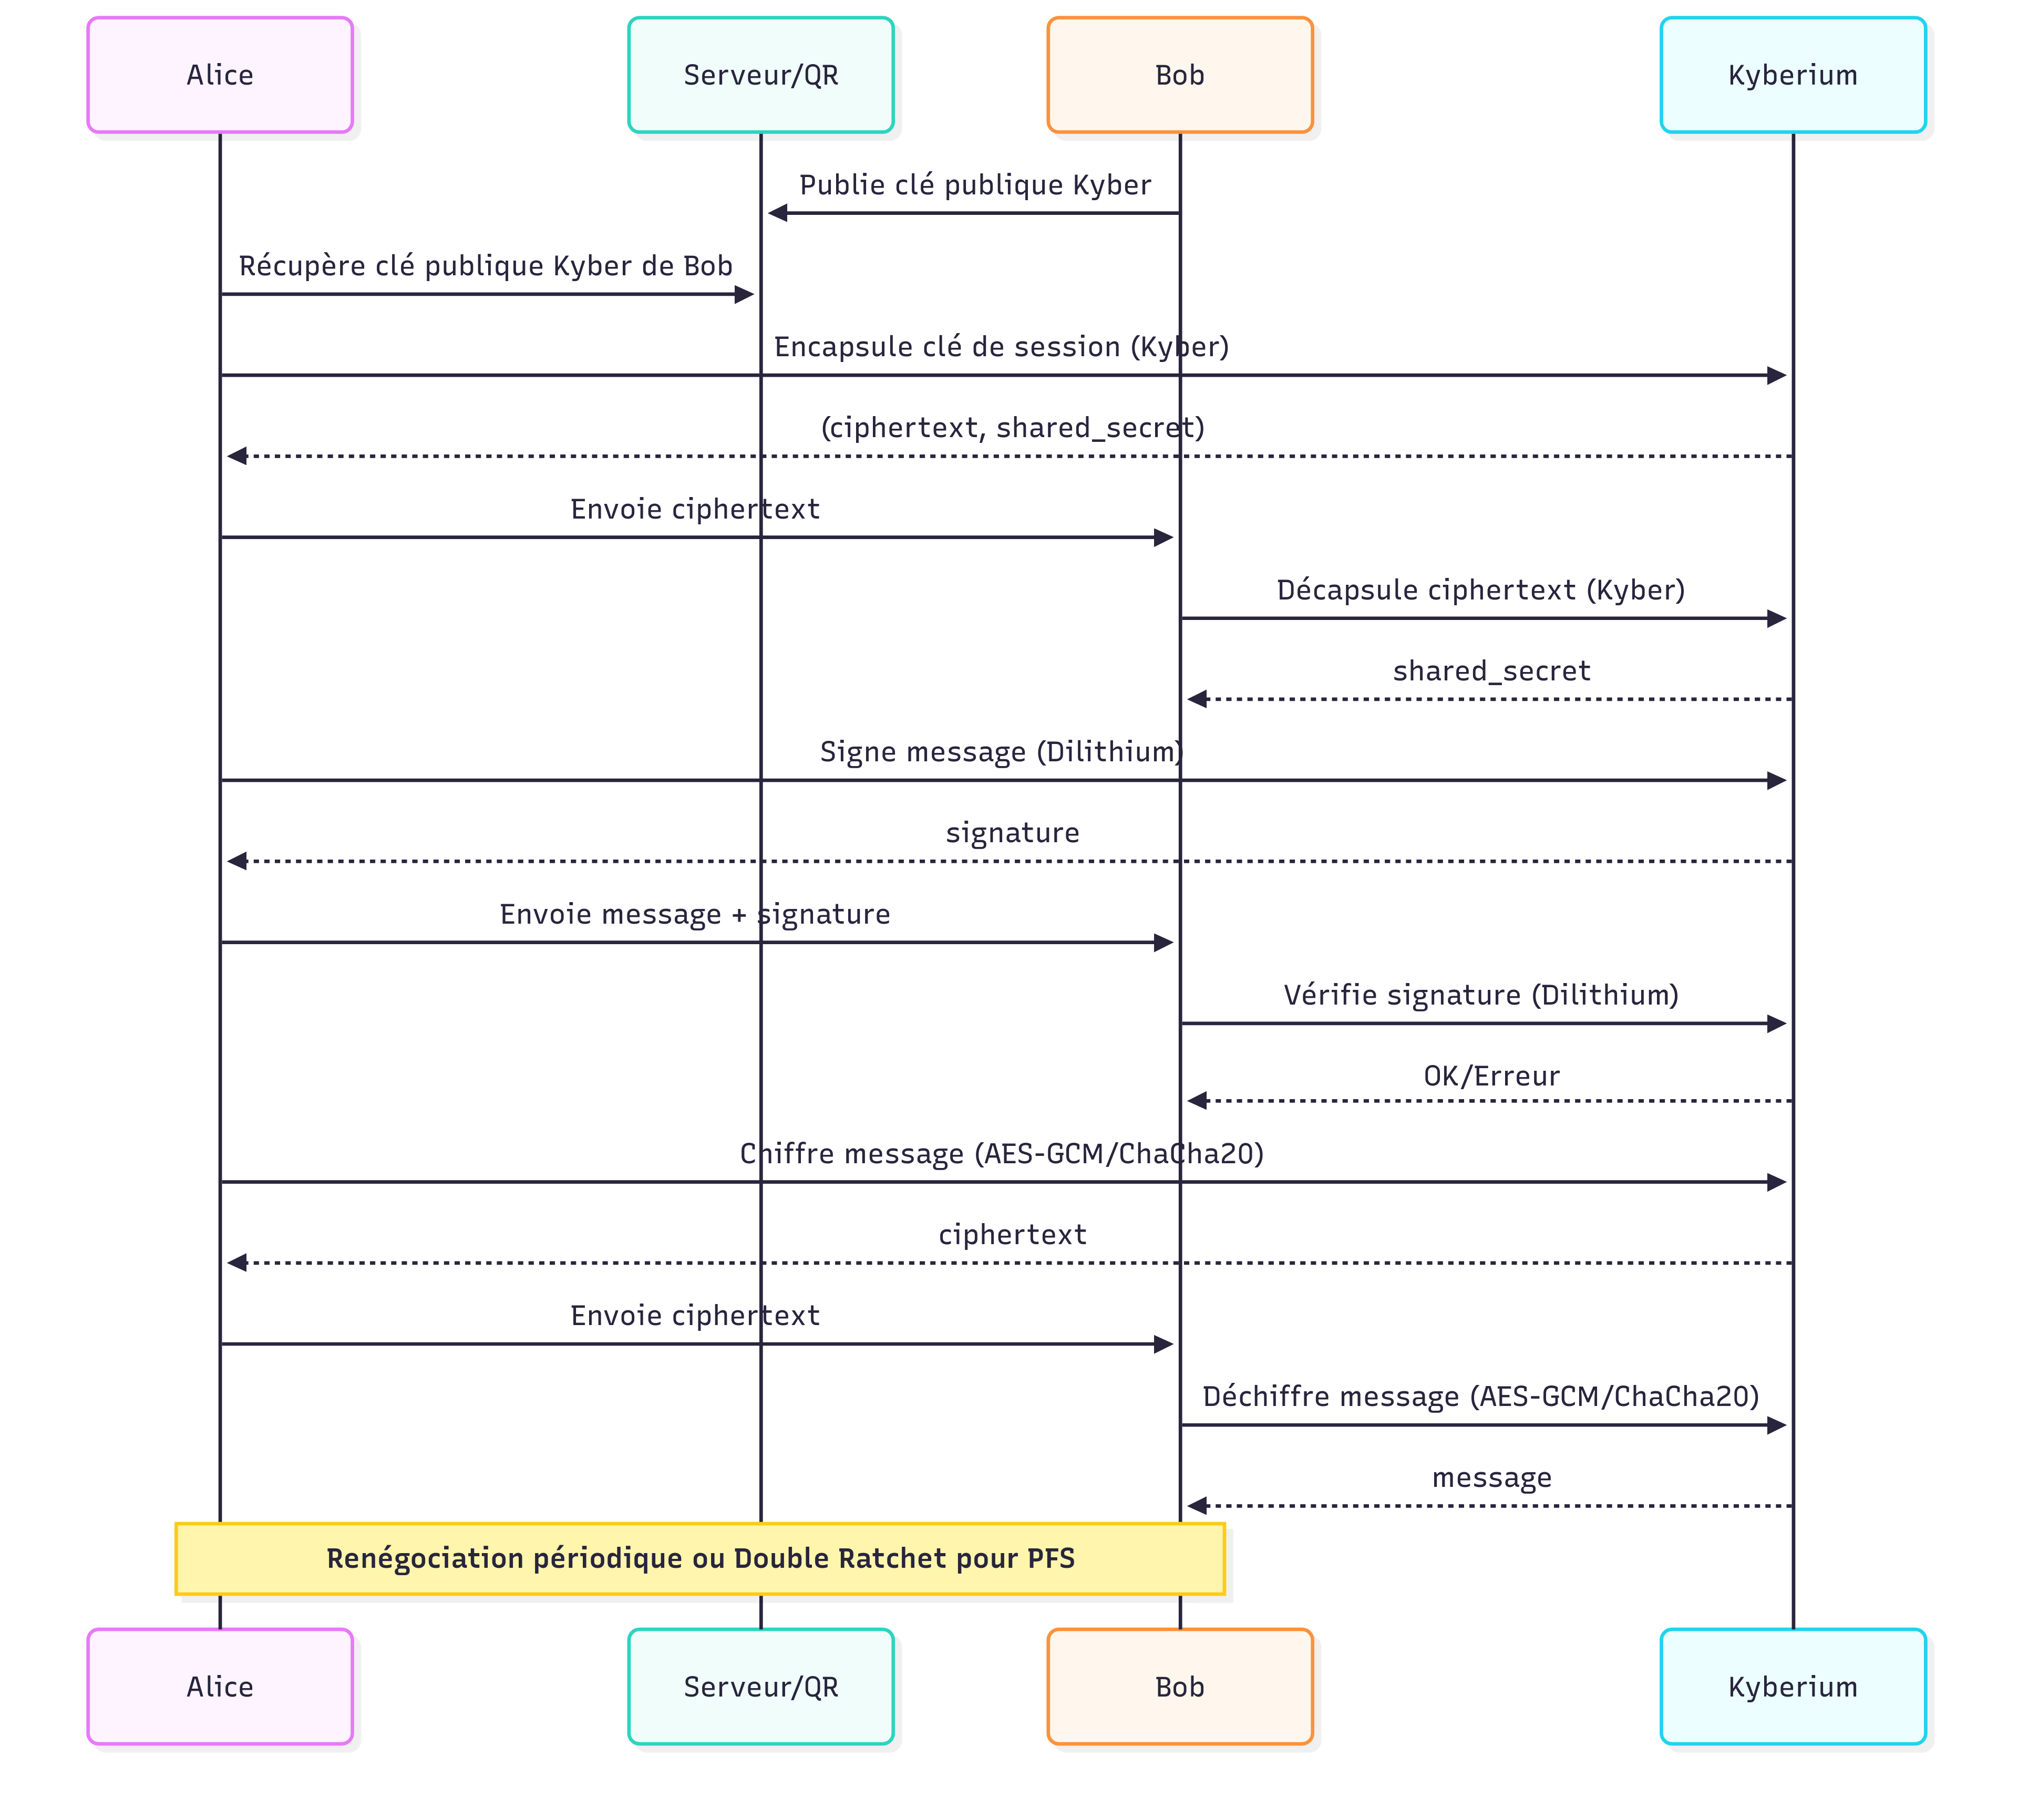 Alice
Serveur/QR
Bob
Kyberium
Publie clé publique Kyber
Récupère clé publique Kyber de Bob
Encapsule clé de session (Kyber)
(ciphertext, shared_secret)
Envoie ciphertext
Décapsule ciphertext (Kyber)
shared_secret
Signe message (Dilithium)
signature
Envoie message + signature
Vérifie signature (Dilithium)
OK/Erreur
Chiffre message (AES-GCM/ChaCha20)
ciphertext
Envoie ciphertext
Déchiffre message (AES-GCM/ChaCha20)
message
Renégociation périodique ou Double Ratchet pour PFS
Alice
Serveur/QR
Bob
Kyberium